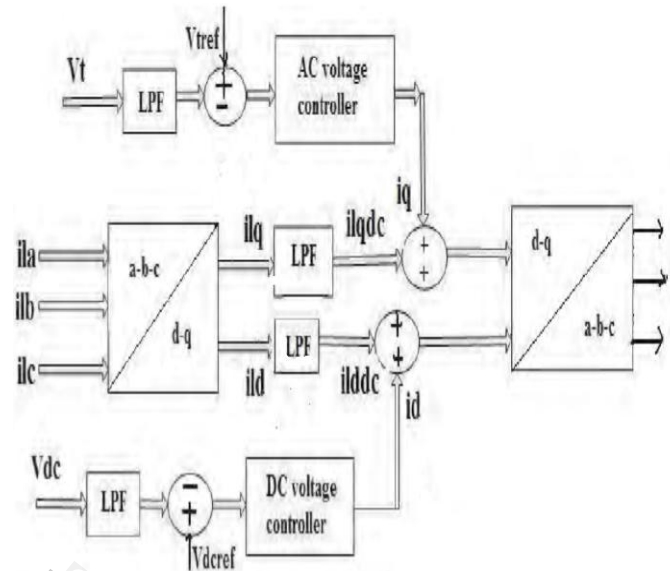 Vtref
Vt
LPF
+
−
AC voltage
controller
iq
ila
ilb
ilc
a-b-c
d-q
ilq
LPF
ilqdc
+
+
d-q
a-b-c
ild
LPF
ilddc
+
+
id
Vdc
LPF
−
+
DC voltage
controller
Vdcref